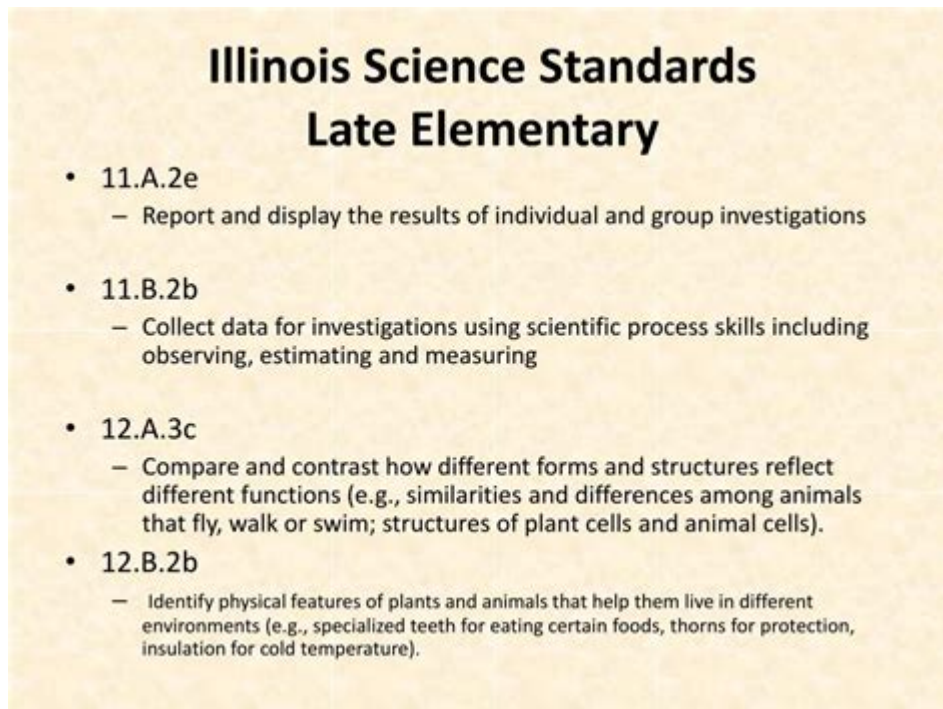 Illinois Science Standards
Late Elementary
• 11.A.2e
– Report and display the results of individual and group investigations
• 11.B.2b
– Collect data for investigations using scientific process skills including
observing, estimating and measuring
• 12.A.3c
– Compare and contrast how different forms and structures reflect
different functions (e.g., similarities and differences among animals
that fly, walk or swim; structures of plant cells and animal cells).
• 12.B.2b
– Identify physical features of plants and animals that help them live in different
environments (e.g., specialized teeth for eating certain foods, thorns for protection,
insulation for cold temperature).